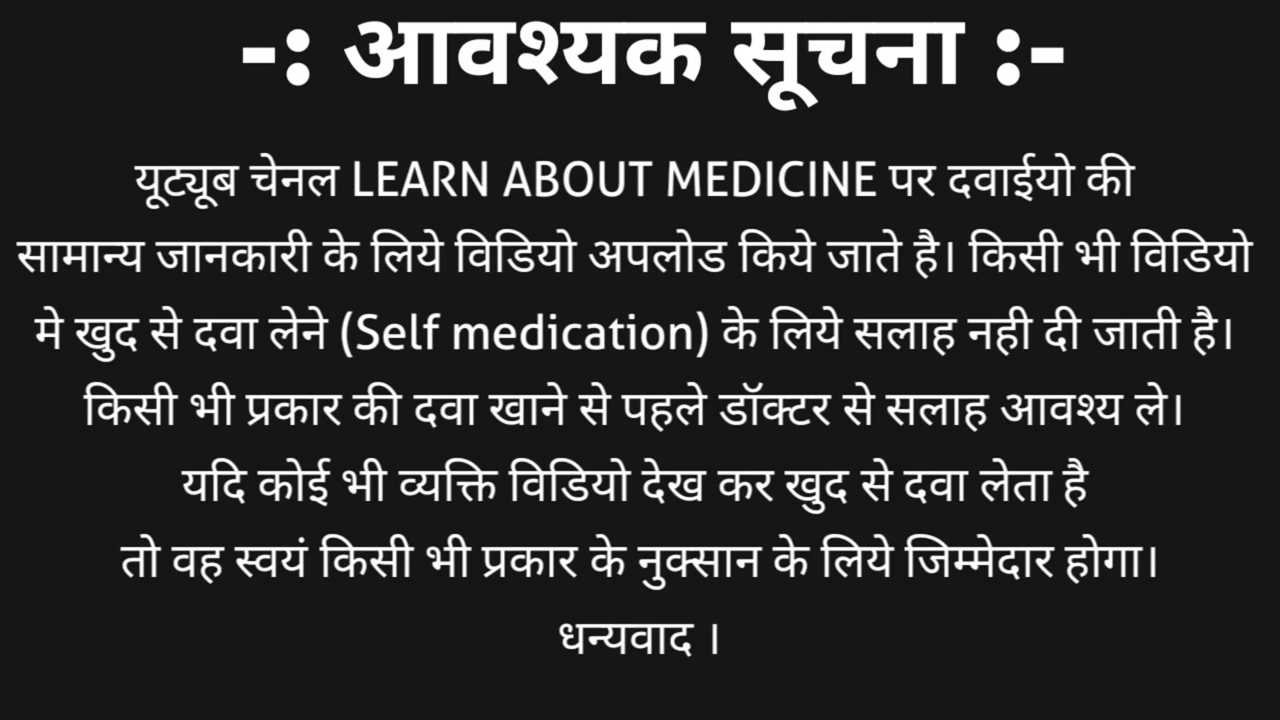 -: आवश्यक सूचना :-
यूट्यूब चेनल LEARN ABOUT MEDICINE पर दवाईयो की
सामान्य जानकारी के लिये विडियो अपलोड किये जाते है। किसी भी विडियो
मे खुद से दवा लेने (Self medication) के लिये सलाह नही दी जाती है।
किसी भी प्रकार की दवा खाने से पहले डॉक्टर से सलाह आवश्य ले।
यदि कोई भी व्यक्ति विडियो देख कर खुद से दवा लेता है
तो वह स्वयं किसी भी प्रकार के नुक्सान के लिये जिम्मेदार होगा।
धन्यवाद ।